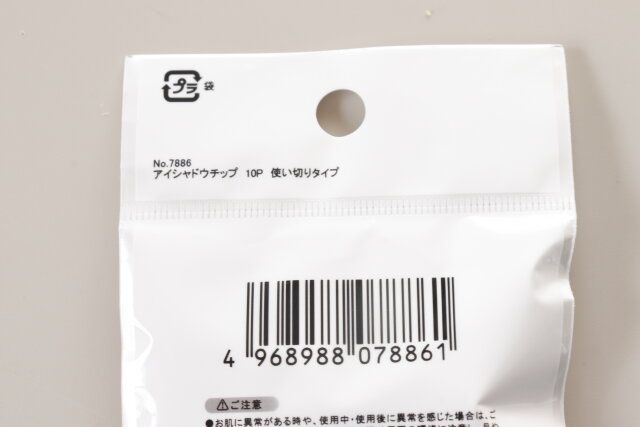 プラ 袋
No.7886
アイシャドウチップ 10P 使い切りタイプ
4 968988 078861
⚠ご注意
●お肌に異常がある時や、使用中・使用後に異常を感じた場合は、ご